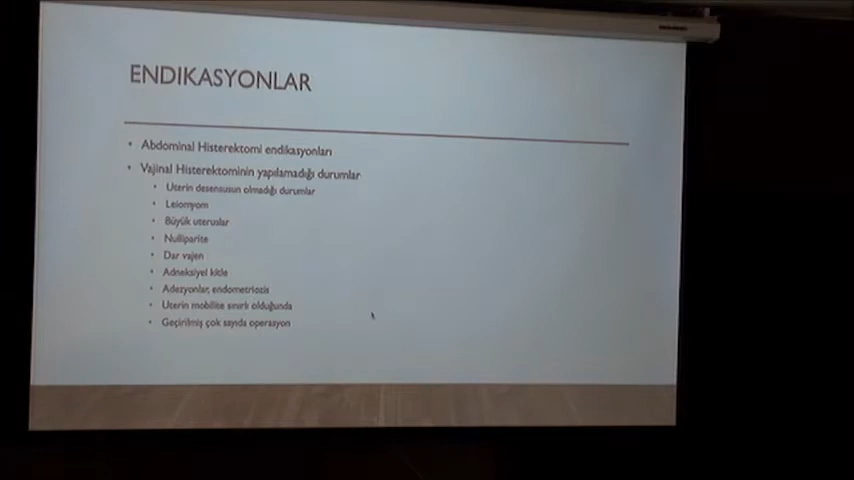 ENDIKASYONLAR
• Abdominal Histerektomi endikasyonları
• Vajinal Histerektominin yapılamadığı durumlar
• Uterin desensusun olmadığı durumlar
• Leiomyom
• Büyük uteruslar
• Nulliparite
• Dar vajen
• Adneksiyel kitle
• Adezyonlar, endometriozis
• Uterin mobilite sınırlı olduğunda
• Geçirilmiş çok sayıda operasyon